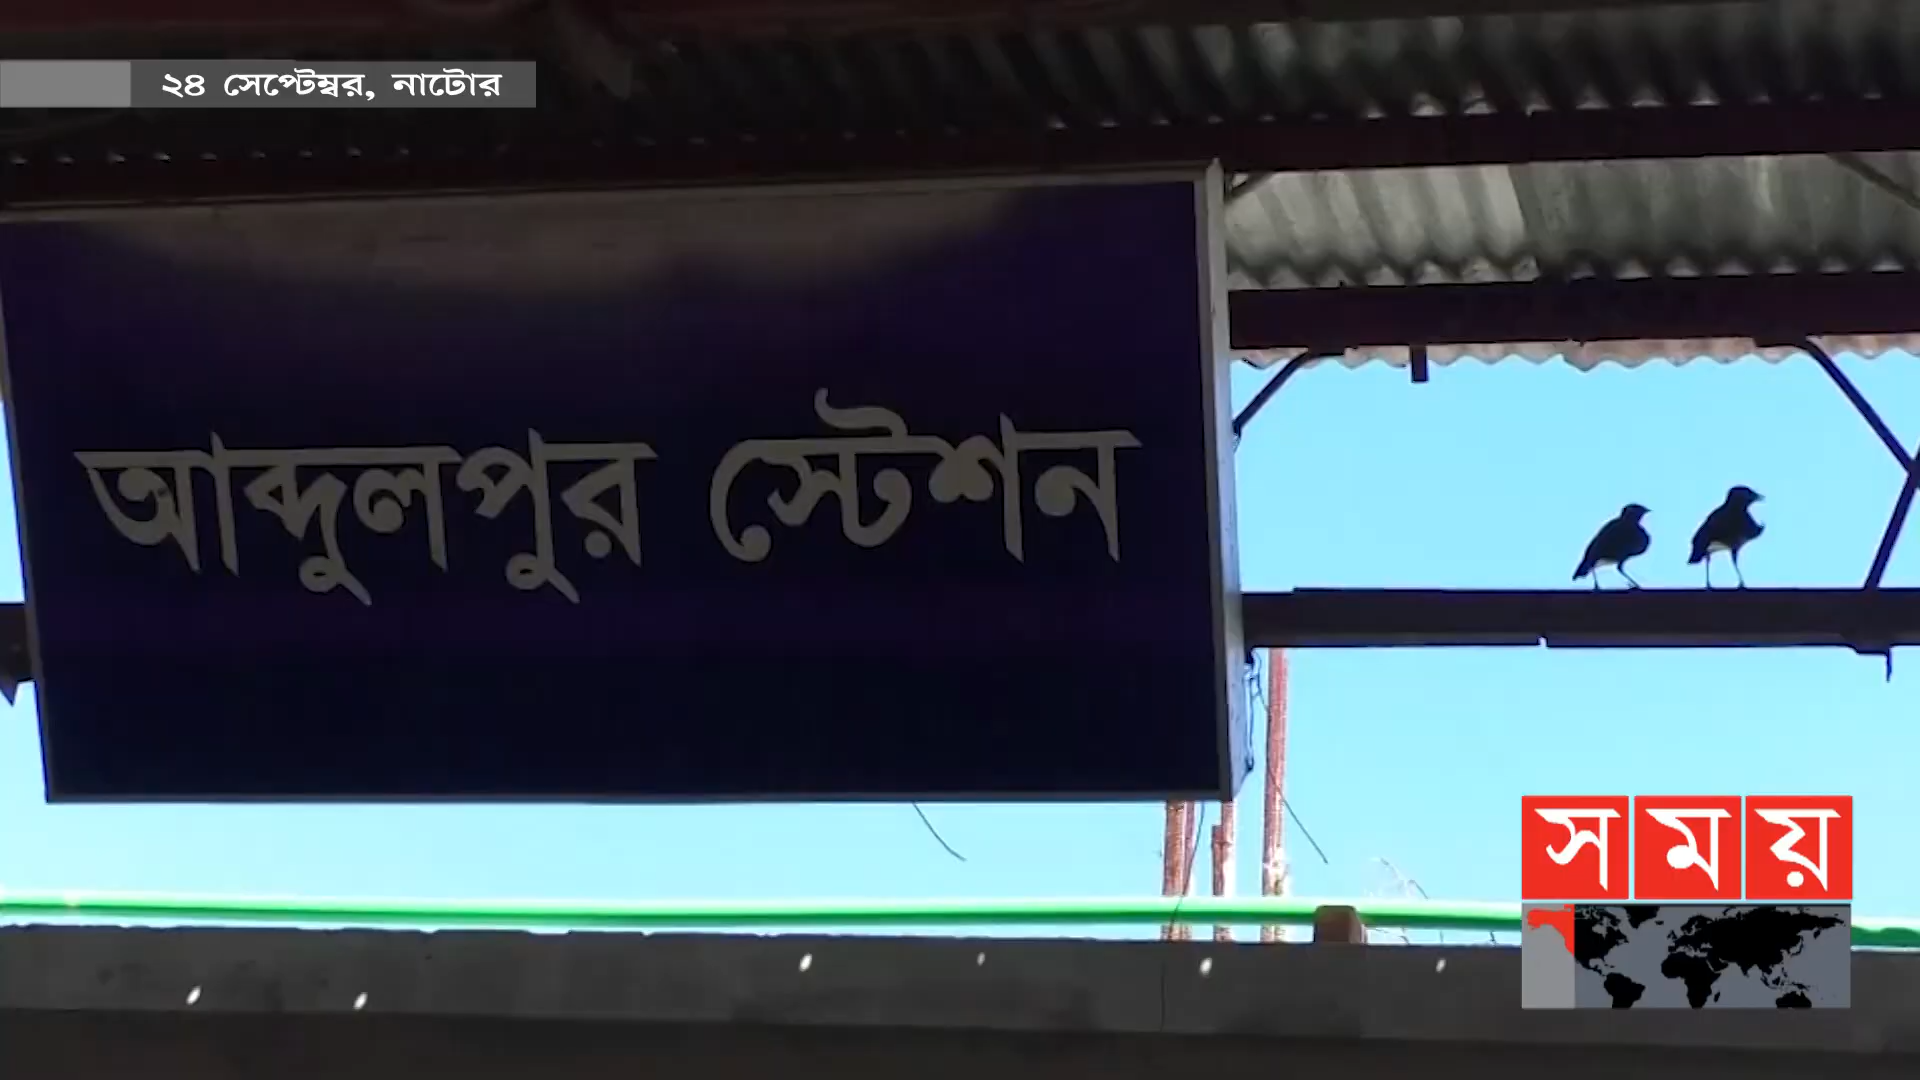 ২৪ সেপ্টেম্বর, নাটোর
আব্দুলপুর স্টেশন
সময়